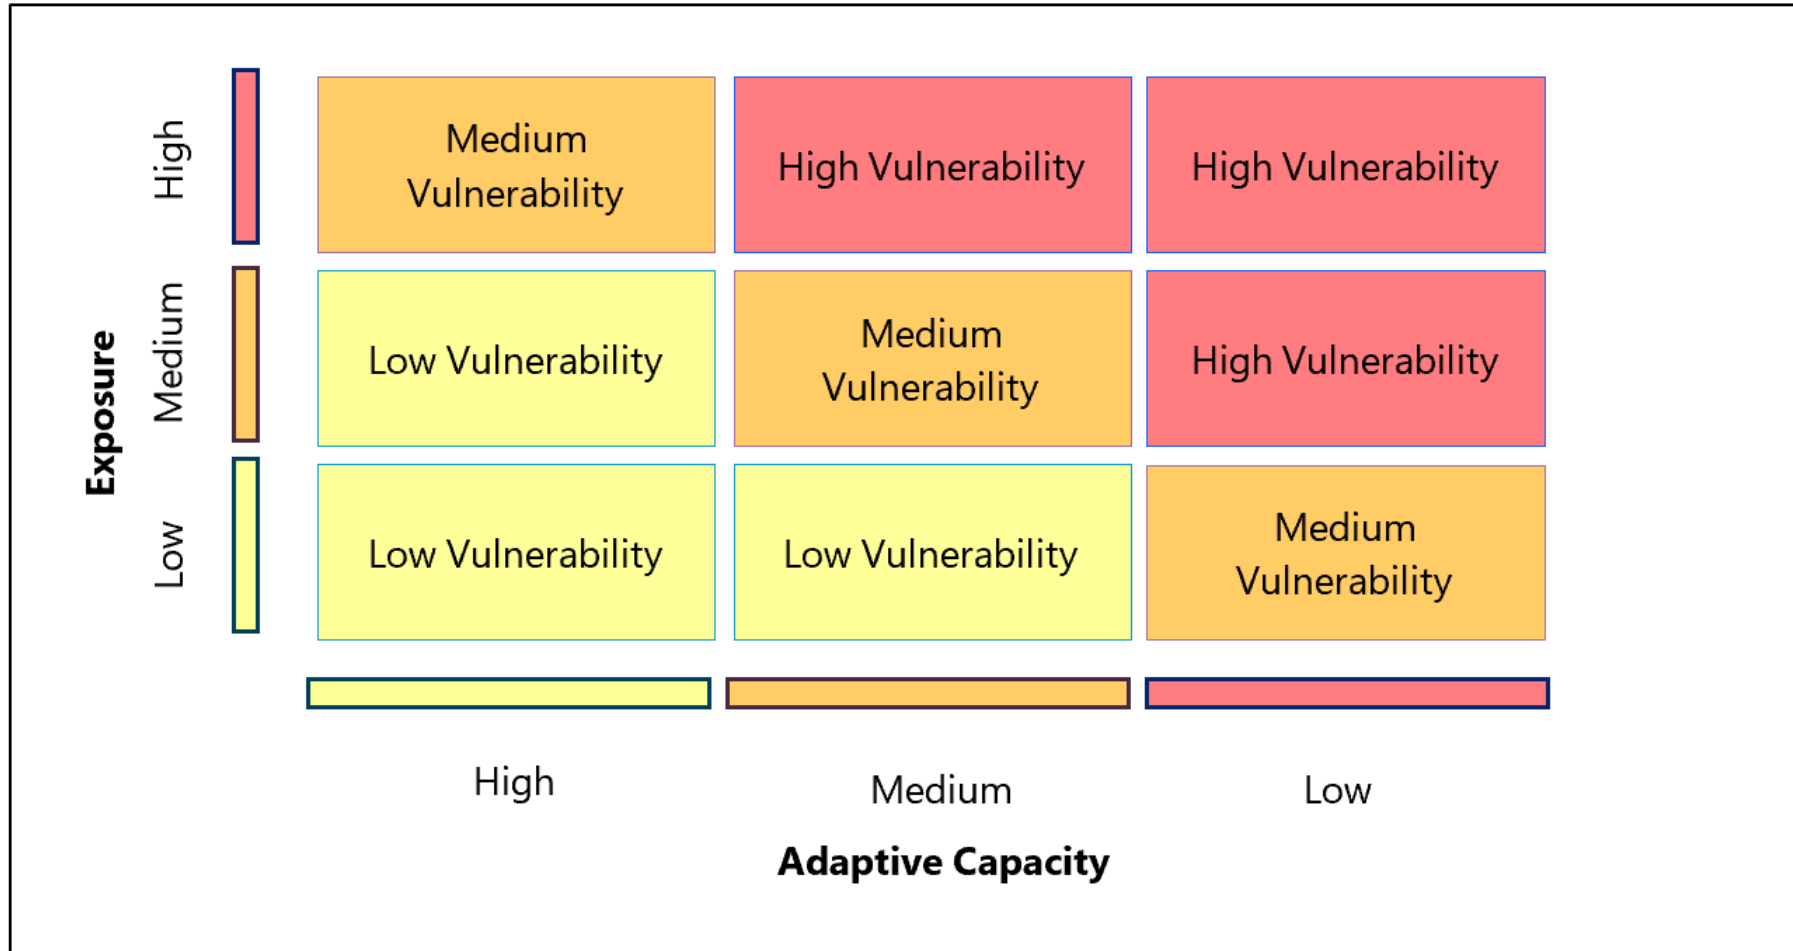 High
Medium
Vulnerability
High Vulnerability
High Vulnerability
Exposure
Medium
Low Vulnerability
Medium
Vulnerability
High Vulnerability
Low
Low Vulnerability
Low Vulnerability
Medium
Vulnerability
High
Medium
Low
Adaptive Capacity